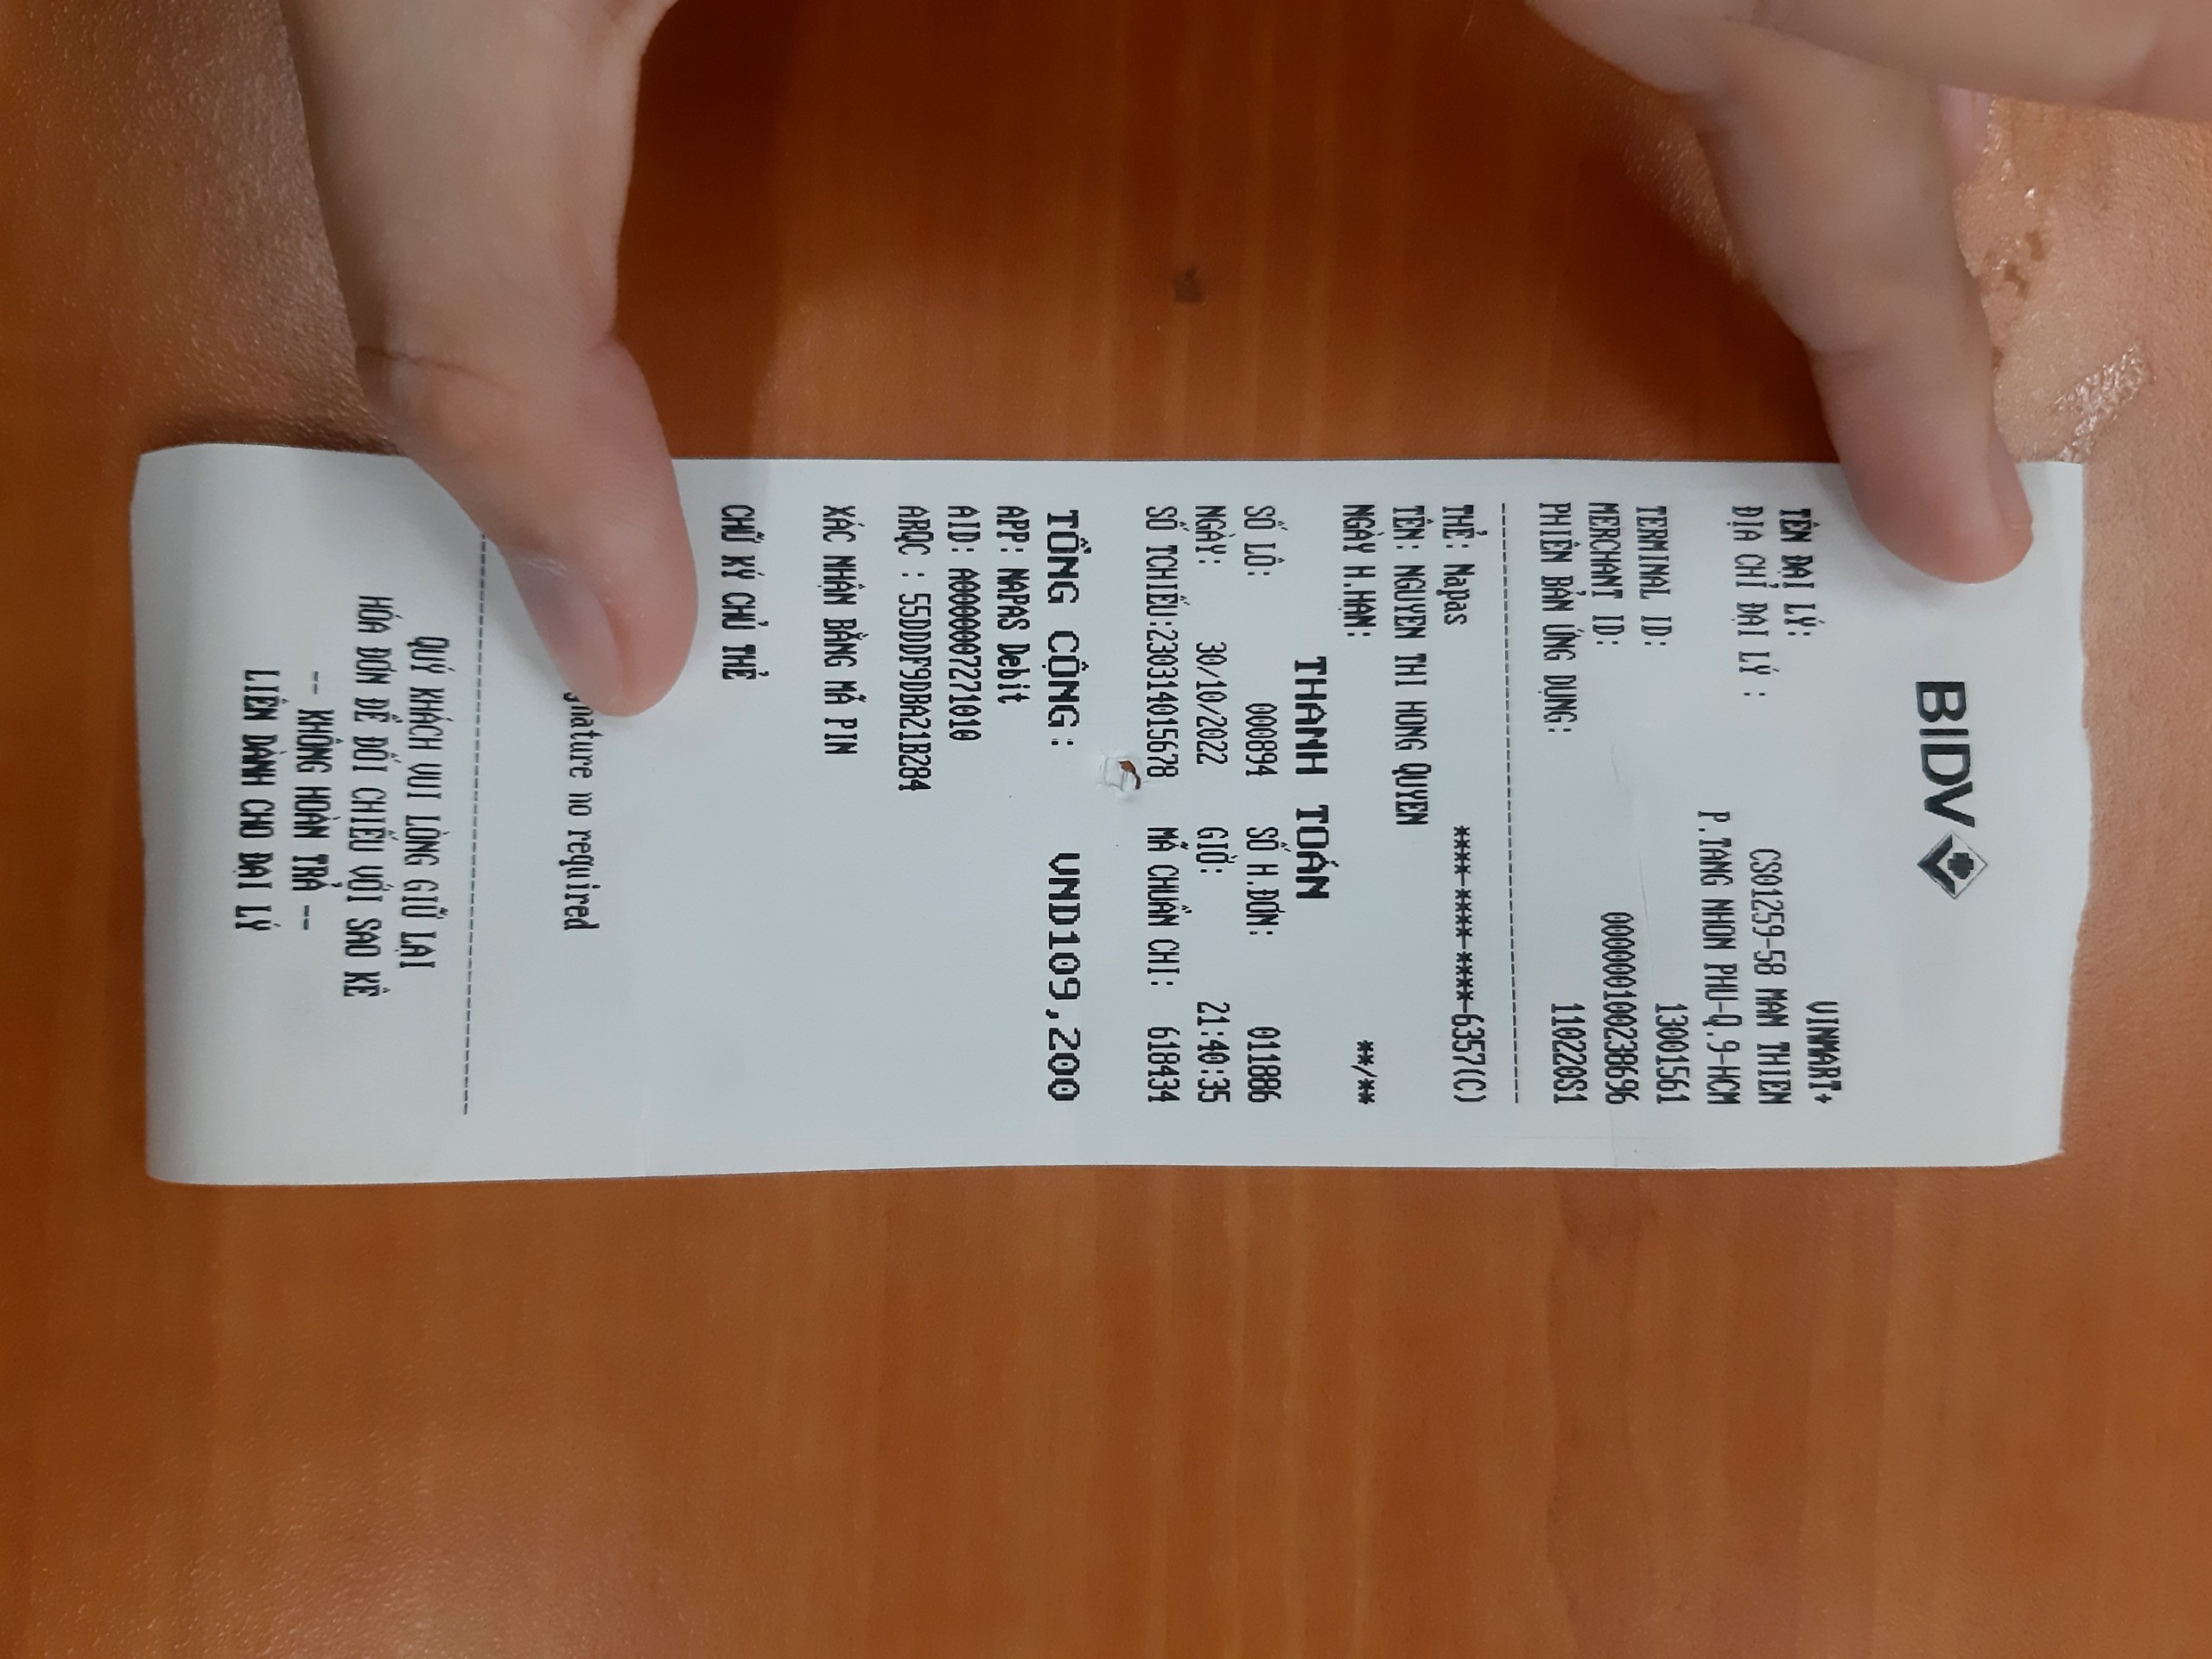 BIDV
TÊN ĐẠI LÝ: VINMART+
ĐỊA CHỈ ĐẠI LÝ : CS01259-58 MAN THIEN
P.TANG NHON PHU-Q.9-HCM
TERMINAL ID: 13001561
MERCHANT ID: 000000100238696
PHIÊN BẢN ỨNG DỤNG: 110220S1
THẺ: Napas ****-****-****-6357(C)
TÊN: NGUYEN THI HONG QUYEN
NGÀY H.HẠN: **/**
THANH TOÁN
SỐ LÔ: 000894 SỐ H.ĐƠN: 011886
NGÀY: 30/10/2022 GIỜ: 21:40:35
SỐ TCHIẾU:230314015678 MÃ CHUẨN CHI: 618434
TỔNG CỘNG: VND109,200
APP: NAPAS Debit
AID: A0000007271010
ARQC : 55DDDF9DBA21B284
XÁC NHẬN BẰNG MÃ PIN
CHỮ KÝ CHỦ THẺ
no required
QUÝ KHÁCH VUI LÒNG GIỮ LẠI
HÓA ĐƠN ĐỂ ĐỐI CHIẾU VỚI SAO KÊ
-- KHÔNG HOÀN TRẢ --
LIÊN DÀNH CHO ĐẠI LÝ